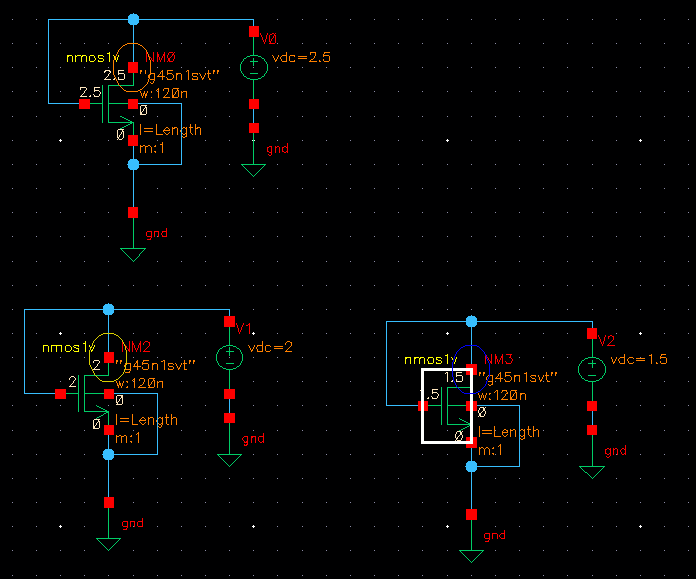 V0
nmos1v NM0 vdc=2.5
2.5 "g45n1svt"
2.5 w:120n
0
0 l=Length
m:1 gnd
gnd
V1 V2
nmos1v NM2 vdc=2
2 "g45n1svt"
2 w:120n
0
0 l=Length
m:1 gnd
gnd
nmos1v NM3 vdc=1.5
1.5 "g45n1svt"
.5 w:120n
0
0 l=Length
m:1 gnd
gnd